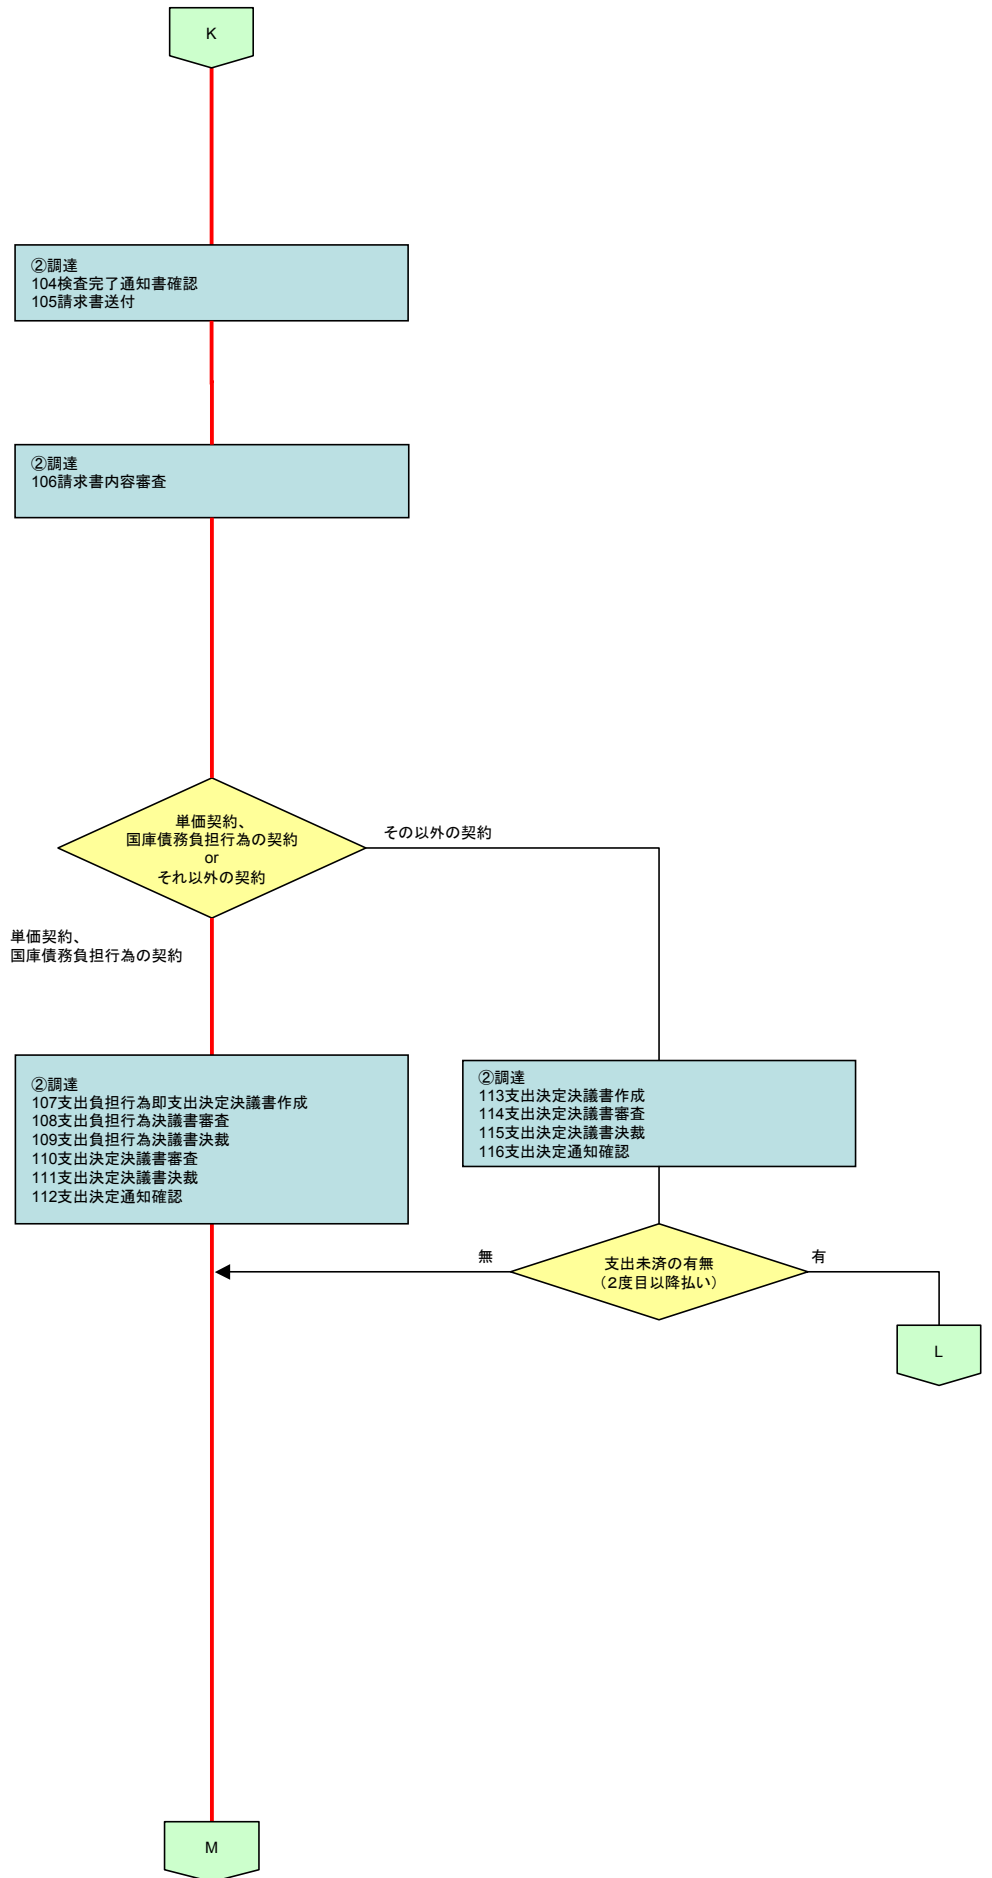 K
②調達
104検査完了通知書確認
105請求書送付
②調達
106請求書内容審査
単価契約、
国庫債務負担行為の契約
or
それ以外の契約
その以外の契約
単価契約、
国庫債務負担行為の契約
②調達
107支出負担行為即支出決定決議書作成
108支出負担行為決議書審査
109支出負担行為決議書決裁
110支出決定決議書審査
111支出決定決議書決裁
112支出決定通知確認
②調達
113支出決定決議書作成
114支出決定決議書審査
115支出決定決議書決裁
116支出決定通知確認
無
支出未済の有無
（2度目以降払い）
有
L
M